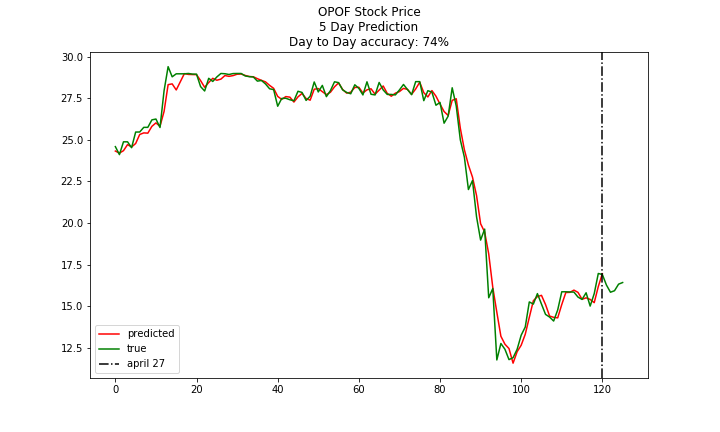 OPOF Stock Price
5 Day Prediction
Day to Day accuracy: 74%
30.0
27.5
25.0
22.5
20.0
17.5
15.0
12.5
predicted
true
april 27
0 20 40 60 80 100 120